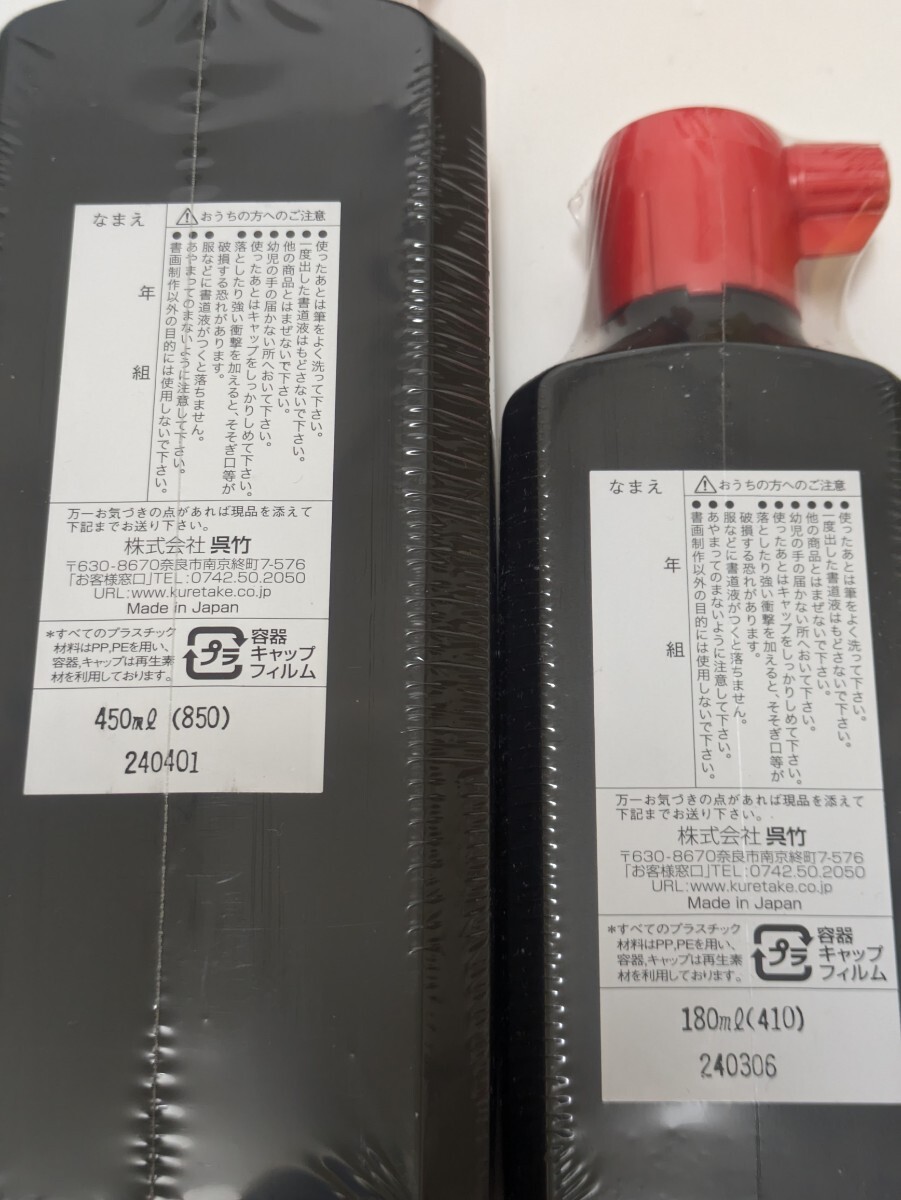 なまえ
年
組
⚠おうちの方へのご注意
●使ったあとは筆をよく洗って下さい。
●一度出した書道液はもどさないで下さい。
●他の商品とはまぜないで下さい。
●幼児の手の届かない所へおいて下さい。
●使ったあとはキャップをしっかりしめて下さい。
●落としたり強い衝撃を加えると、そそぎ口等が
破損する恐れがあります。
●服などに書道液がつくと落ちません。
●あやまってのまないように注意して下さい。
●書画制作以外の目的には使用しないで下さい。
万一お気づきの点があれば現品を添えて
下記までお送り下さい。
株式会社 呉竹
〒630-8670奈良市南京終町7-576
「お客様窓口」TEL:0742.50.2050
URL:www.kuretake.co.jp
Made in Japan
*すべてのプラスチック
材料はPP,PEを用い、
容器,キャップは再生素
材を利用しております。
プラ
容器
キャップ
フィルム
450mℓ (850)
240401
なまえ
年
組
⚠おうちの方へのご注意
●使ったあとは筆をよく洗って下さい。
●一度出した書道液はもどさないで下さい。
●他の商品とはまぜないで下さい。
●幼児の手の届かない所へおいて下さい。
●使ったあとはキャップをしっかりしめて下さい。
●落としたり強い衝撃を加えると、そそぎ口等が
破損する恐れがあります。
●服などに書道液がつくと落ちません。
●あやまってのまないように注意して下さい。
●書画制作以外の目的には使用しないで下さい。
万一お気づきの点があれば現品を添えて
下記までお送り下さい。
株式会社 呉竹
〒630-8670奈良市南京終町7-576
「お客様窓口」TEL:0742.50.2050
URL:www.kuretake.co.jp
Made in Japan
*すべてのプラスチック
材料はPP,PEを用い、
容器,キャップは再生素
材を利用しております。
プラ
容器
キャップ
フィルム
180mℓ(410)
240306